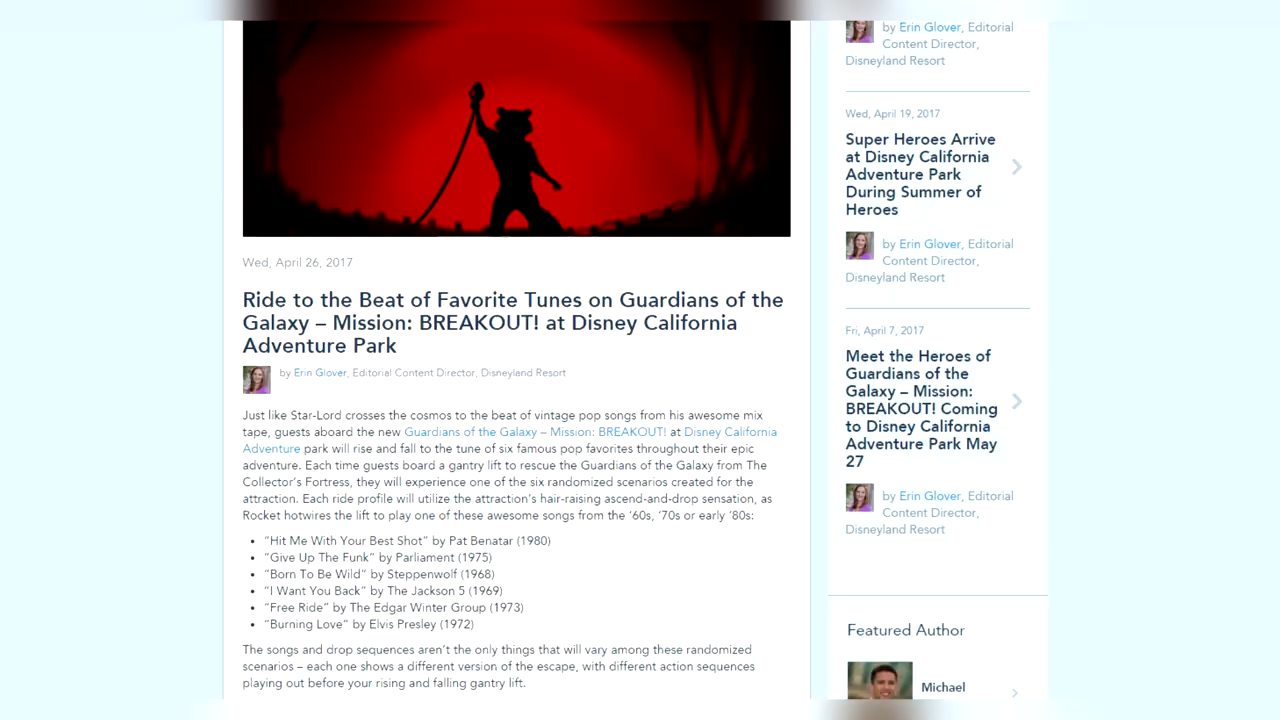 Wed, April 26, 2017
Ride to the Beat of Favorite Tunes on Guardians of the
Galaxy – Mission: BREAKOUT! at Disney California
Adventure Park
by Erin Glover, Editorial Content Director, Disneyland Resort
Just like Star-Lord crosses the cosmos to the beat of vintage pop songs from his awesome mix
tape, guests aboard the new Guardians of the Galaxy – Mission: BREAKOUT! at Disney California
Adventure park will rise and fall to the tune of six famous pop favorites throughout their epic
adventure. Each time guests board a gantry lift to rescue the Guardians of the Galaxy from The
Collector’s Fortress, they will experience one of the six randomized scenarios created for the
attraction. Each ride profile will utilize the attraction’s hair-raising ascend-and-drop sensation, as
Rocket hotwires the lift to play one of these awesome songs from the ’60s, ’70s or early ’80s:
• “Hit Me With Your Best Shot” by Pat Benatar (1980)
• “Give Up The Funk” by Parliament (1975)
• “Born To Be Wild” by Steppenwolf (1968)
• “I Want You Back” by The Jackson 5 (1969)
• “Free Ride” by The Edgar Winter Group (1973)
• “Burning Love” by Elvis Presley (1972)
The songs and drop sequences aren’t the only things that will vary among these randomized
scenarios – each one shows a different version of the escape, with different action sequences
playing out before your rising and falling gantry lift.
by Erin Glover, Editorial
Content Director,
Disneyland Resort
Wed, April 19, 2017
Super Heroes Arrive
at Disney California
Adventure Park
During Summer of
Heroes
by Erin Glover, Editorial
Content Director,
Disneyland Resort
Fri, April 7, 2017
Meet the Heroes of
Guardians of the
Galaxy – Mission:
BREAKOUT! Coming
to Disney California
Adventure Park May
27
by Erin Glover, Editorial
Content Director,
Disneyland Resort
Featured Author
Michael